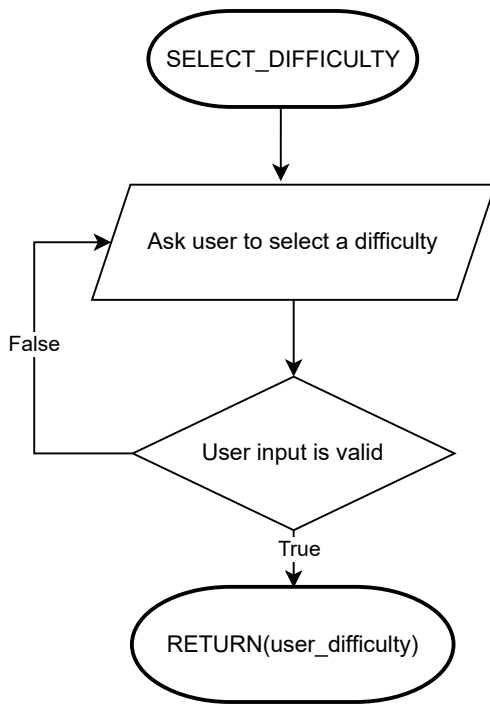 SELECT_DIFFICULTY
Ask user to select a difficulty
False
User input is valid
True
RETURN(user_difficulty)